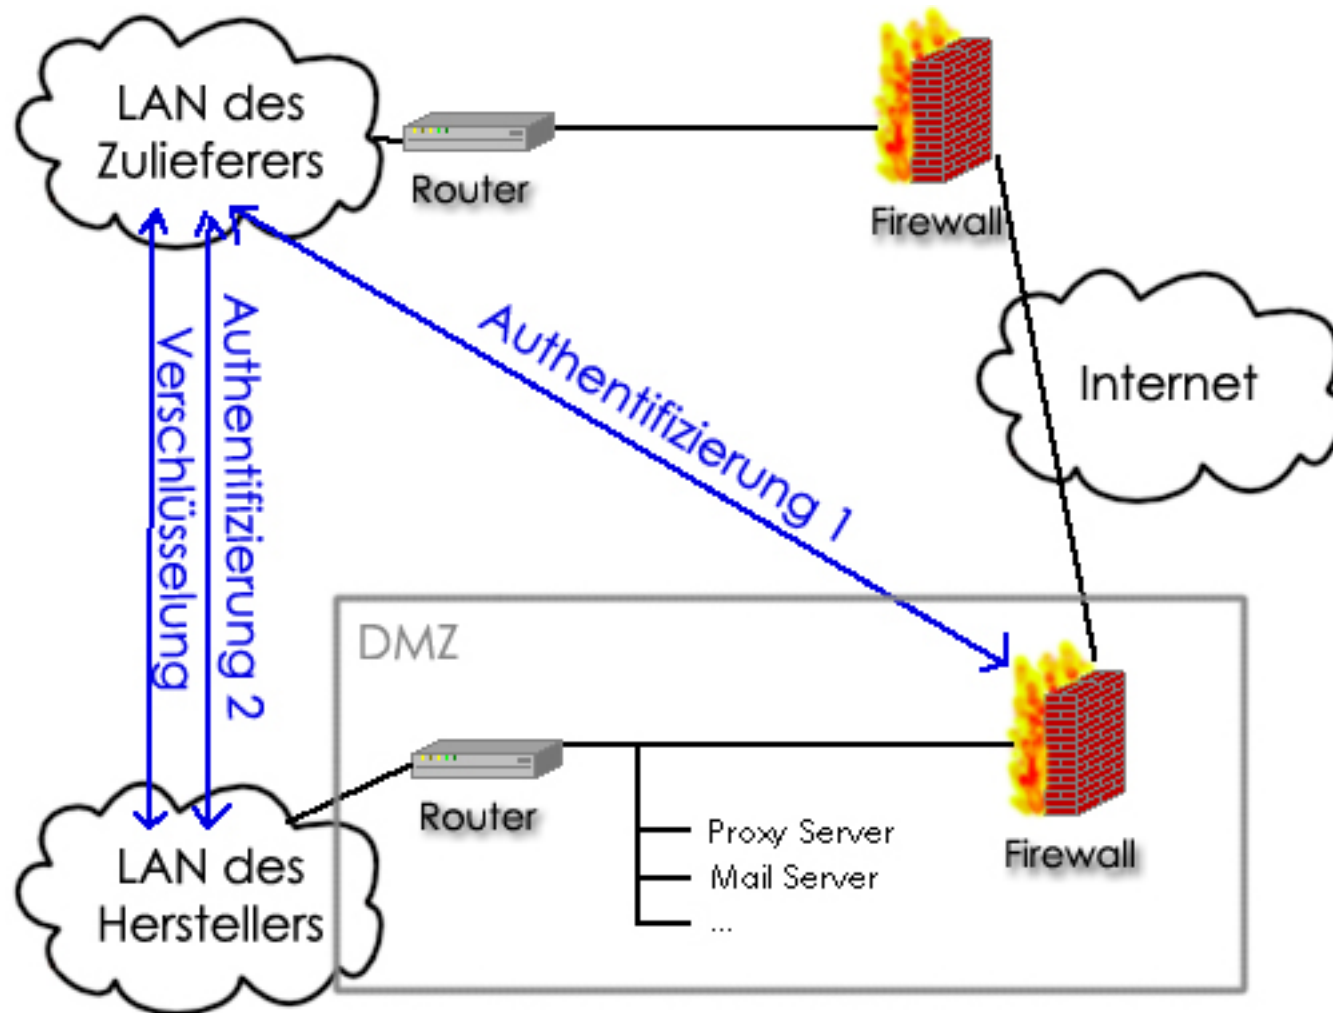 LAN des
Zulieferers
Router
Firewall
Internet
Authentifizierung 1
Authentifizierung 2
Verschlüsselung
DMZ
Router
Proxy Server
Mail Server
...
Firewall
LAN des
Herstellers